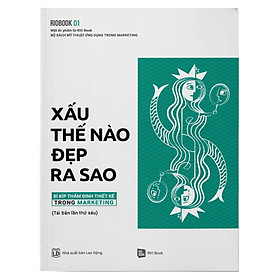 RIOBOOK 01
Một ấn phẩm từ RIO Book
BỘ SÁCH MỸ THUẬT ỨNG DỤNG TRONG MARKETING
XẤU
THẾ NÀO
ĐẸP
RA SAO
BÍ KÍP THẨM ĐỊNH THIẾT KẾ
TRONG MARKETING
(Tái bản lần thứ sáu)
Nhà xuất bản Lao Động
RIO Book